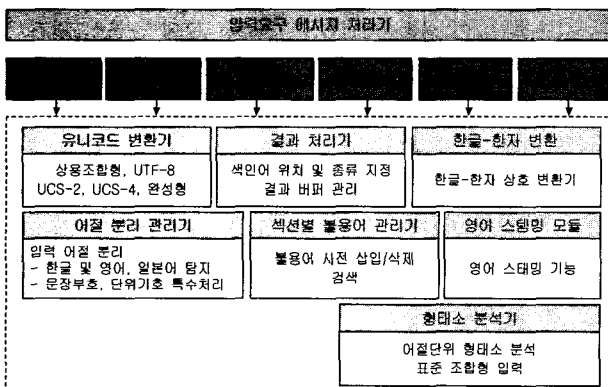 입력요구 메시지 처리기
유니코드 변환기
상용조합형, UTF-8
UCS-2, UCS-4, 완성형
결과 처리기
색인어 위치 및 종류 지정
결과 버퍼 관리
한글-한자 변환
한글-한자 상호 변환기
어절 분리 관리기
입력 어절 분리
- 한글 및 영어, 일본어 탐지
- 문장부호, 단위기호 특수처리
섹션별 불용어 관리기
불용어 사전 삽입/삭제
검색
영어 스탬밍 모듈
영어 스태밍 기능
형태소 분석기
어절단위 형태소 분석
표준 조합형 입력